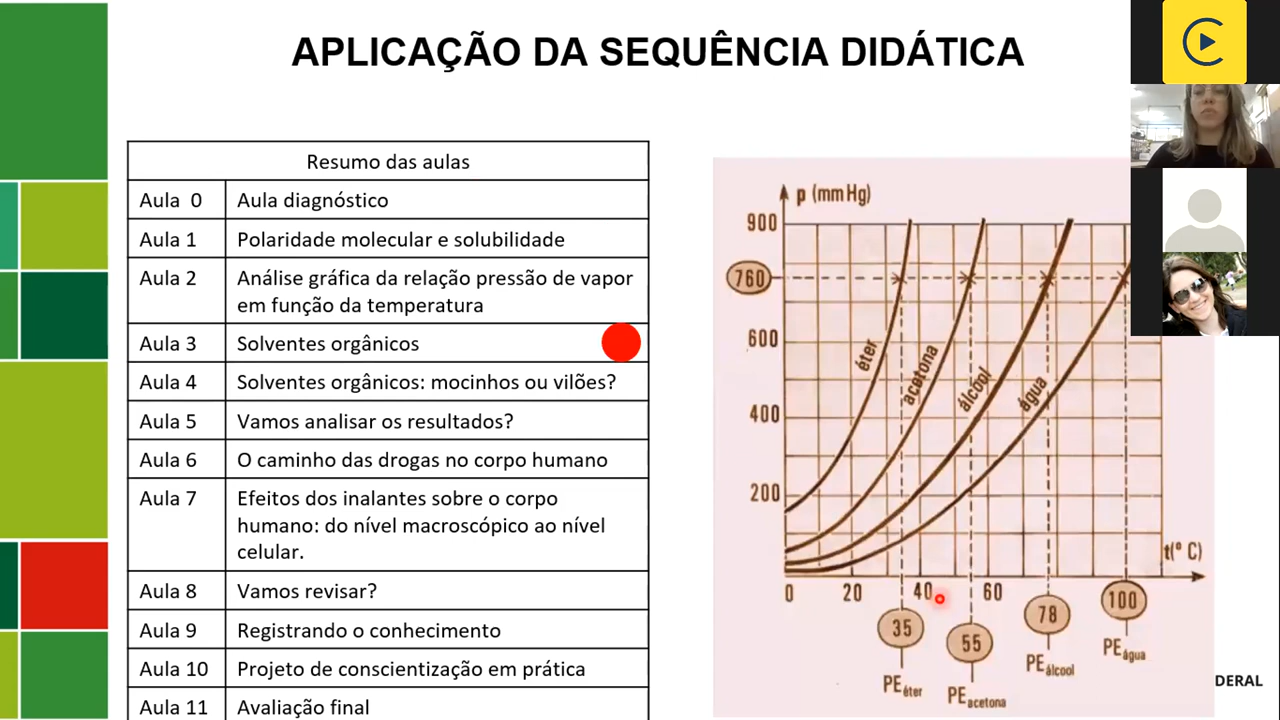 APLICAÇÃO DA SEQUÊNCIA DIDÁTICA
Resumo das aulas
Aula 0 Aula diagnóstico
Aula 1 Polaridade molecular e solubilidade
Aula 2 Análise gráfica da relação pressão de vapor
em função da temperatura
Aula 3 Solventes orgânicos
Aula 4 Solventes orgânicos: mocinhos ou vilões?
Aula 5 Vamos analisar os resultados?
Aula 6 O caminho das drogas no corpo humano
Aula 7 Efeitos dos inalantes sobre o corpo
humano: do nível macroscópico ao nível
celular.
Aula 8 Vamos revisar?
Aula 9 Registrando o conhecimento
Aula 10 Projeto de conscientização em prática
Aula 11 Avaliação final
p (mm Hg)
900
760
600
400
200
éter
acetona
álcool
água
t(° C)
0 20 40 60
35 55 78 100
PE éter
PE acetona
PE álcool
PE água
DERAL